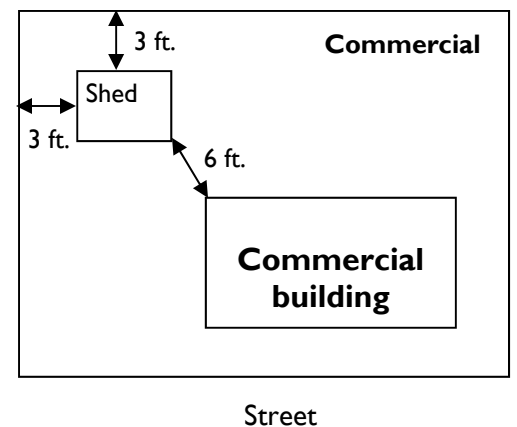 3 ft.
Commercial
Shed
3 ft.
6 ft.
Commercial
building
Street